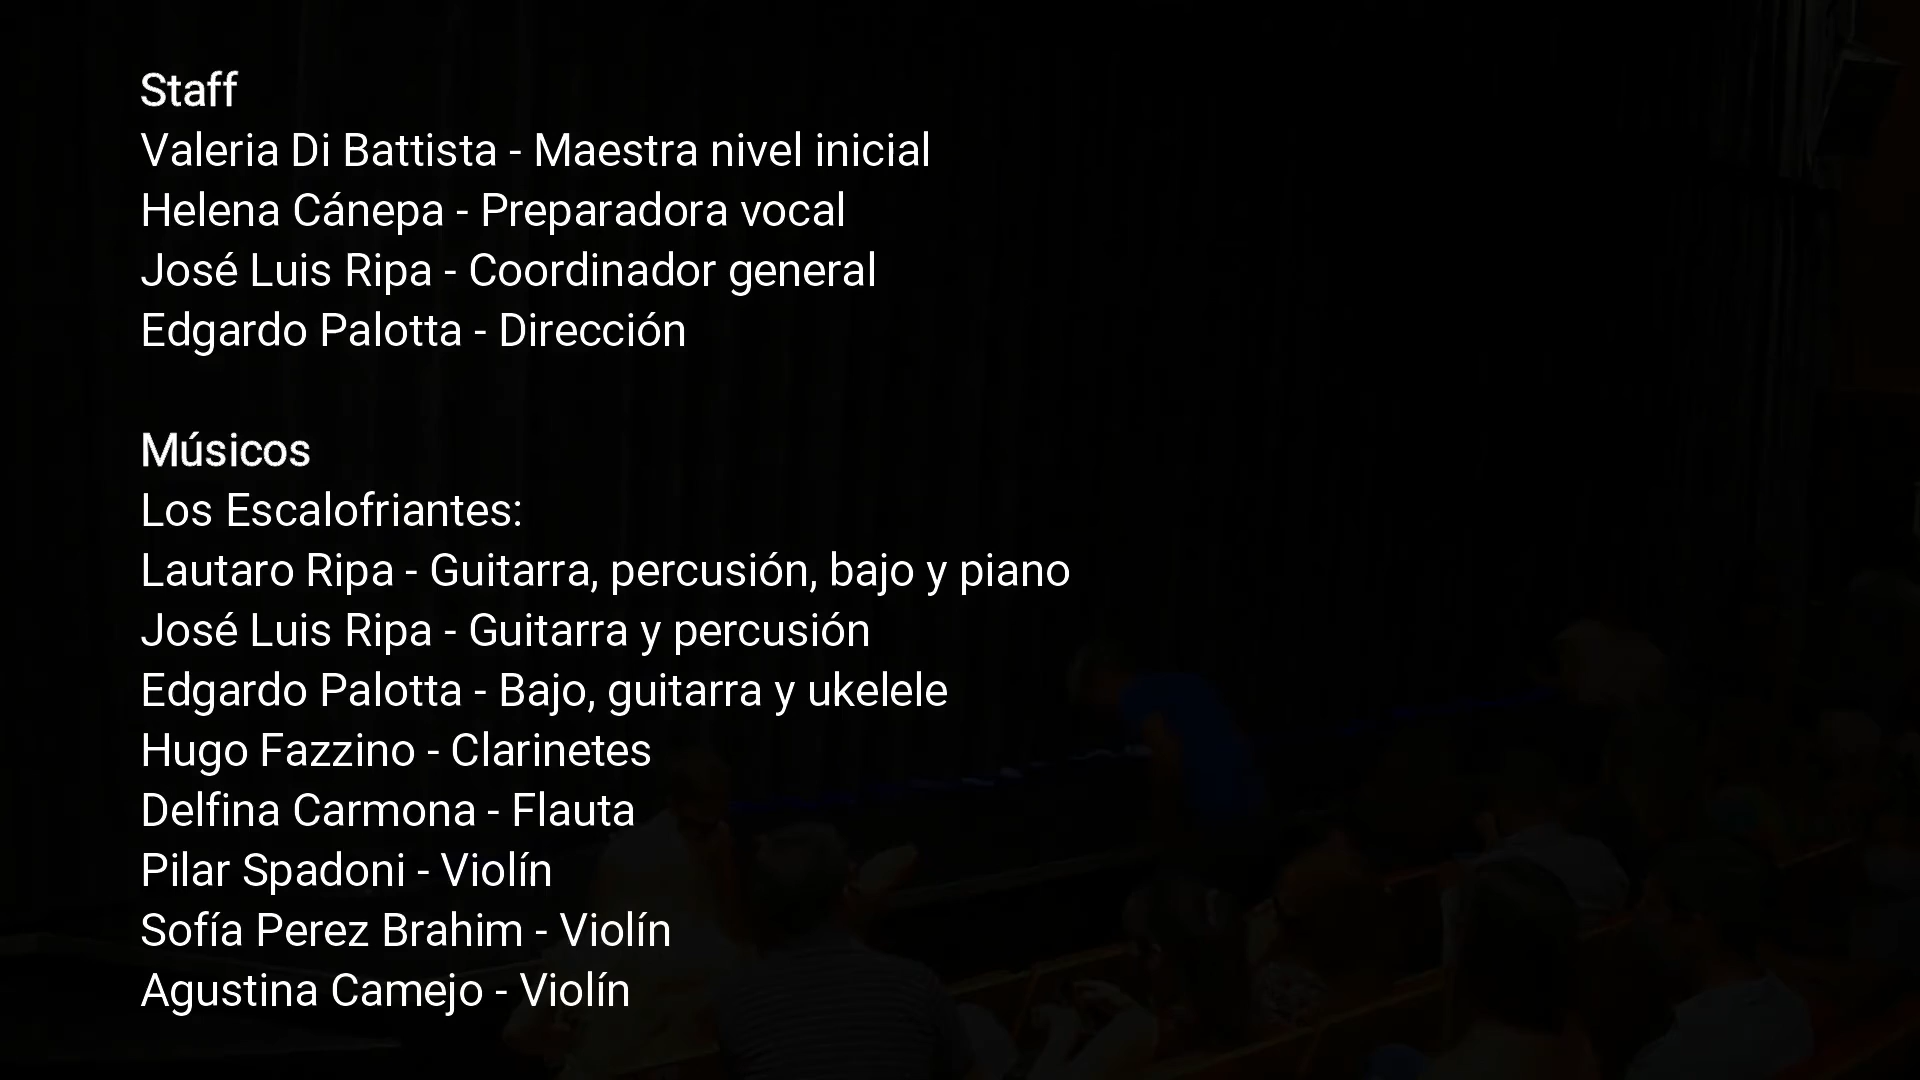 Staff
Valeria Di Battista - Maestra nivel inicial
Helena Cánepa - Preparadora vocal
José Luis Ripa - Coordinador general
Edgardo Palotta - Dirección
Músicos
Los Escalofriantes:
Lautaro Ripa - Guitarra, percusión, bajo y piano
José Luis Ripa - Guitarra y percusión
Edgardo Palotta - Bajo, guitarra y ukelele
Hugo Fazzino - Clarinetes
Delfina Carmona - Flauta
Pilar Spadoni - Violín
Sofía Perez Brahim - Violín
Agustina Camejo - Violín